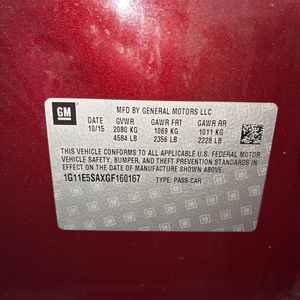 GM
MFD BY GENERAL MOTORS LLC
DATE GVWR GAWR FRT GAWR RR
10/15 2080 KG 1069 KG 1011 KG
4584 LB 2356 LB 2228 LB
THIS VEHICLE CONFORMS TO ALL APPLICABLE U.S. FEDERAL MOTOR
VEHICLE SAFETY, BUMPER, AND THEFT PREVENTION STANDARDS
IN EFFECT ON THE DATE OF MANUFACTURE SHOWN ABOVE.
1G11E5SAXGF160167 TYPE: PASS CAR